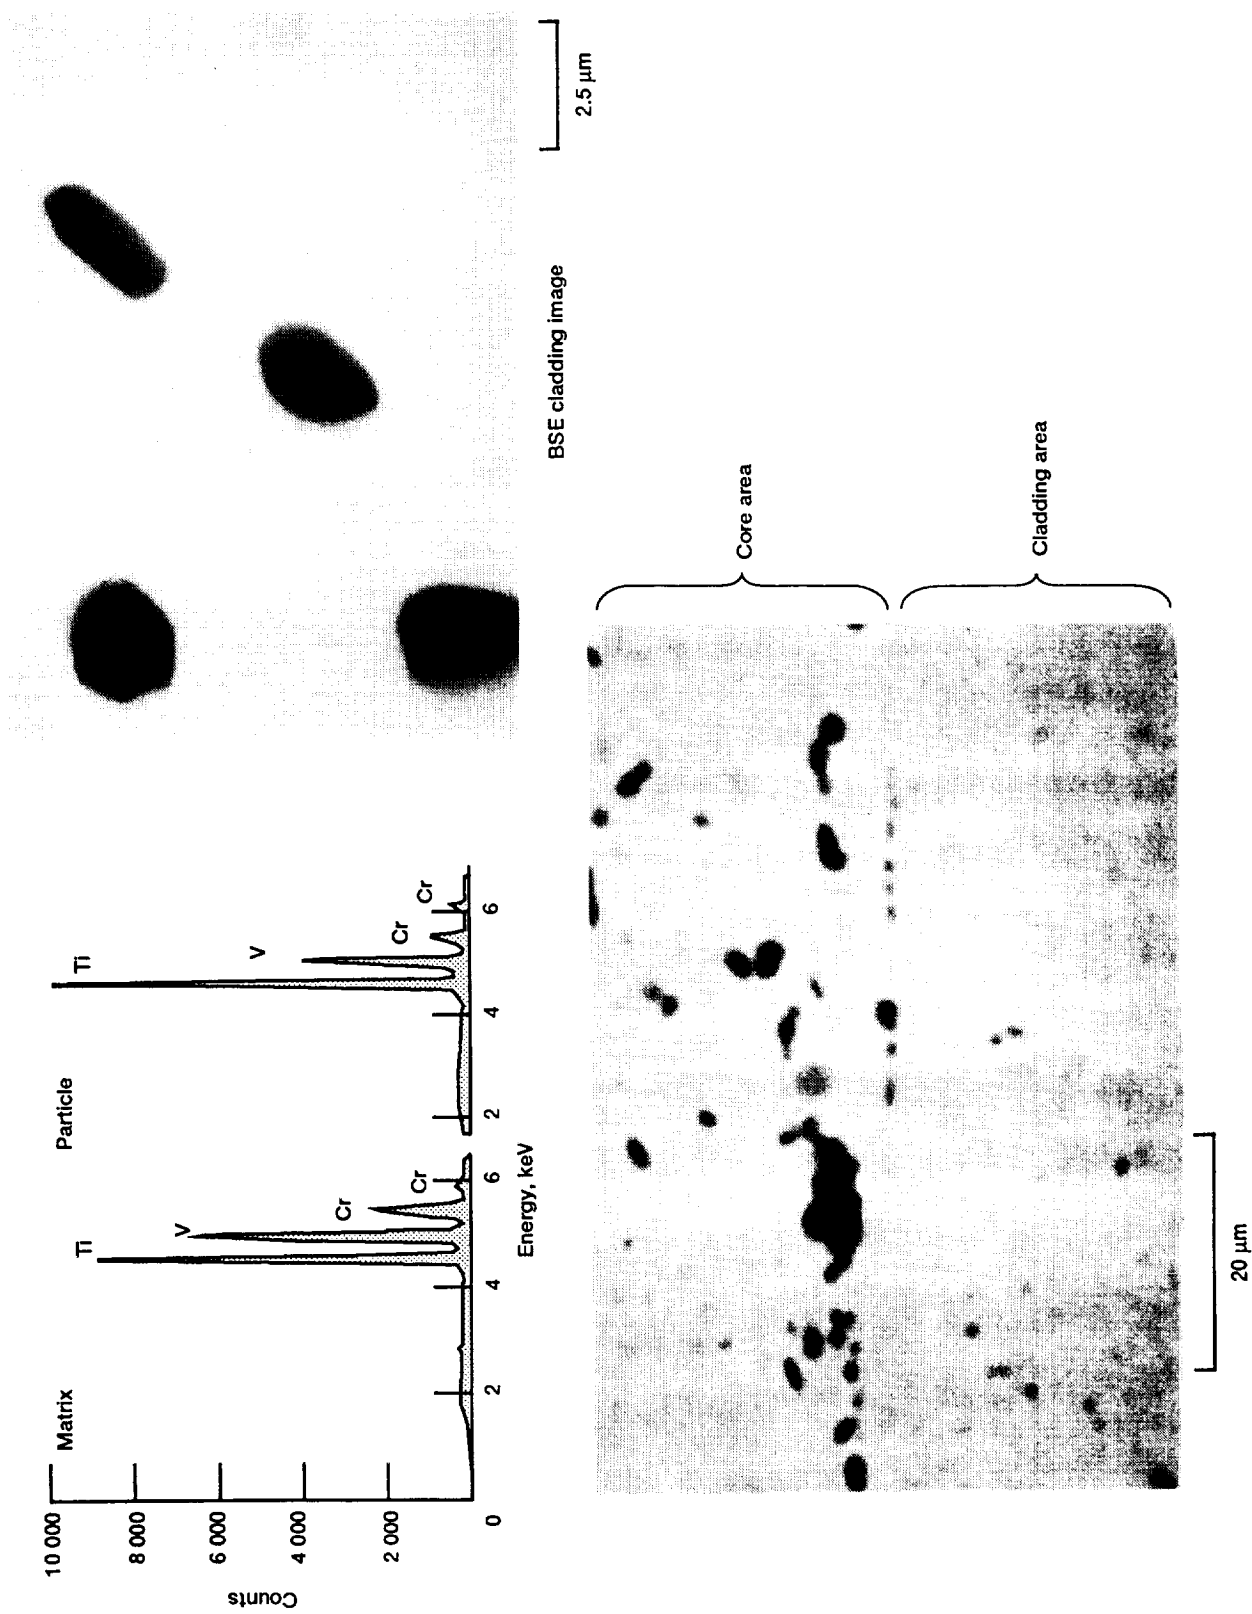 10 000
8 000
6 000
4 000
2 000
0
Counts
Matrix
Ti
V
Cr
Cr
2
4
6
Particle
Ti
V
Cr
Cr
2
4
6
Energy, keV
2.5 µm
BSE cladding image
Core area
Cladding area
20 µm